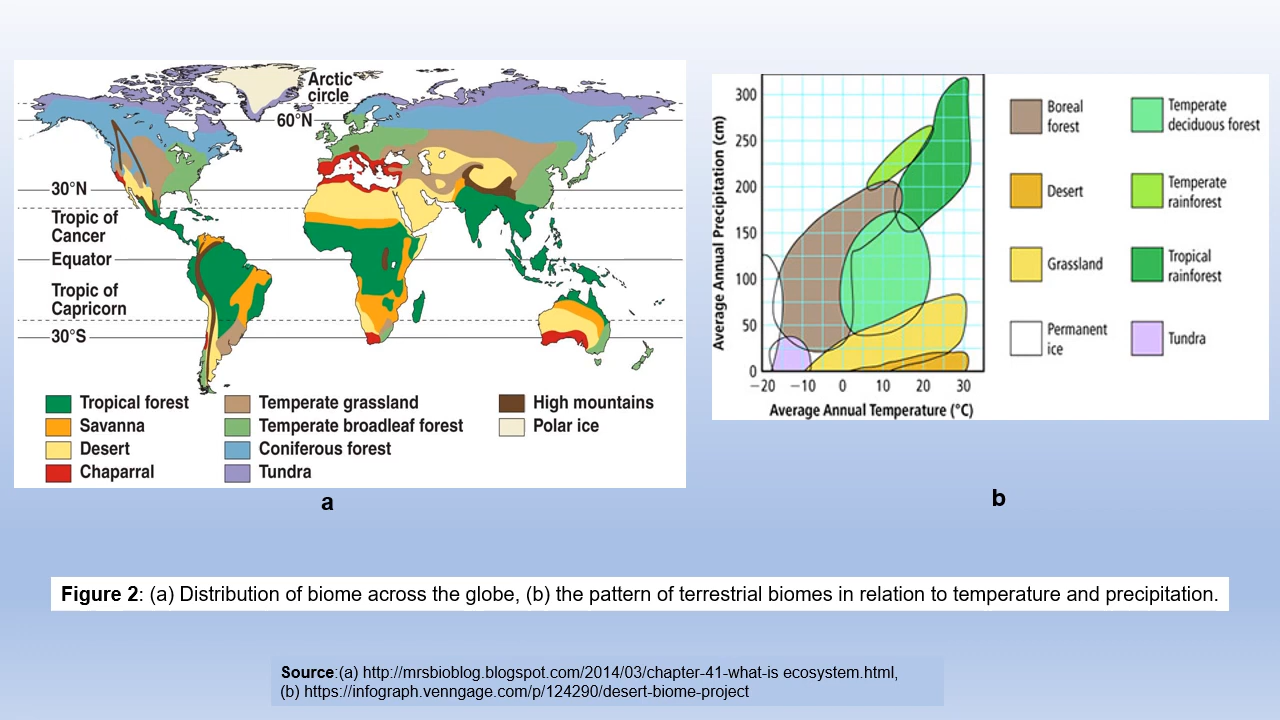 Arctic
circle
60°N
30°N
Tropic of
Cancer
Equator
Tropic of
Capricorn
30°S
Tropical forest
Savanna
Desert
Chaparral
Temperate grassland
Temperate broadleaf forest
Coniferous forest
Tundra
High mountains
Polar ice
a
Average Annual Precipitation (cm)
300
250
200
150
100
50
0
−20 −10 0 10 20 30
Average Annual Temperature (°C)
Boreal
forest
Desert
Grassland
Permanent
ice
Temperate
deciduous forest
Temperate
rainforest
Tropical
rainforest
Tundra
b
Figure 2: (a) Distribution of biome across the globe, (b) the pattern of terrestrial biomes in relation to temperature and precipitation.
Source:(a) http://mrsbioblog.blogspot.com/2014/03/chapter-41-what-is ecosystem.html,
(b) https://infograph.venngage.com/p/124290/desert-biome-project